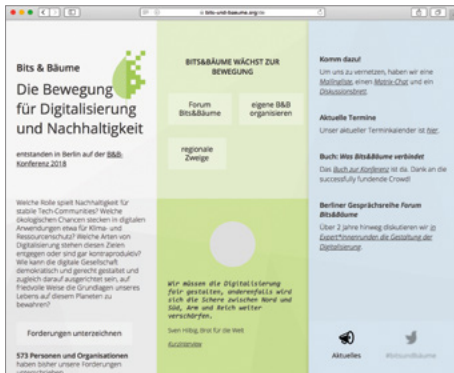 bits-und-baeume.org
Bits & Bäume
Die Bewegung
für Digitalisierung
und Nachhaltigkeit
entstanden in Berlin auf der B&B-
Konferenz 2018
Welche Rolle spielt Nachhaltigkeit für
stabile Tech-Communities? Welche
ökologischen Chancen stecken in digitalen
Anwendungen etwa für Klima- und
Ressourcenschutz? Welche Arten von
Digitalisierung stehen diesen Zielen
entgegen oder sind gar kontraproduktiv?
Wie kann die digitale Gesellschaft
demokratisch und gerecht gestaltet und
zugleich darauf ausgerichtet sein, auf
friedvolle Weise die Grundlagen unseres
Lebens auf diesem Planeten zu
bewahren?
Forderungen unterzeichnen
573 Personen und Organisationen
haben bisher unsere Forderungen
unterschrieben
BITS&BÄUME WÄCHST ZUR
BEWEGUNG
Forum
Bits&Bäume
eigene B&B
organisieren
regionale
Zweige
Wir müssen die Digitalisierung
fair gestalten, anderenfalls wird
sich die Schere zwischen Nord und
Süd, Arm und Reich weiter
verschärfen.
Sven Hilbig, Brot für die Welt
Kurzinterview
Komm dazu!
Um uns zu vernetzen, haben wir eine
Mailingliste, einen Matrix-Chat und ein
Diskussionsbrett.
Aktuelle Termine
Unser aktueller Terminkalender ist hier.
Buch: Was Bits&Bäume verbindet
Das Buch zur Konferenz ist da. Dank an die
successfully fundende Crowd!
Berliner Gesprächsreihe Forum
Bits&Bäume
Über 2 Jahre hinweg diskutieren wir in
Expert*innenrunden die Gestaltung der
Digitalisierung.
Aktuelles
#bitsundbäume